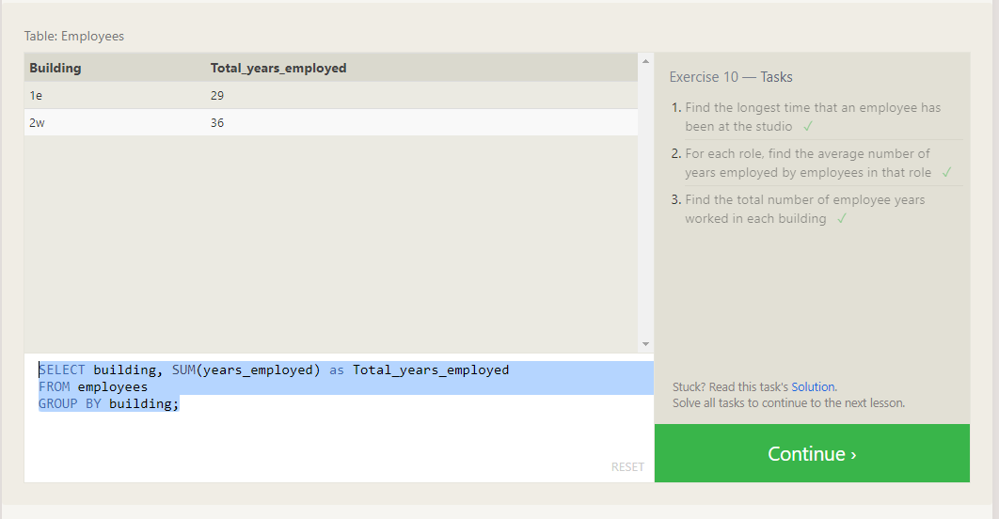 Table: Employees
Building Total_years_employed
1e 29
2w 36
SELECT building, SUM(years_employed) as Total_years_employed
FROM employees
GROUP BY building;
RESET
Exercise 10 — Tasks
1. Find the longest time that an employee has
been at the studio ✓
2. For each role, find the average number of
years employed by employees in that role ✓
3. Find the total number of employee years
worked in each building ✓
Stuck? Read this task's Solution.
Solve all tasks to continue to the next lesson.
Continue ›